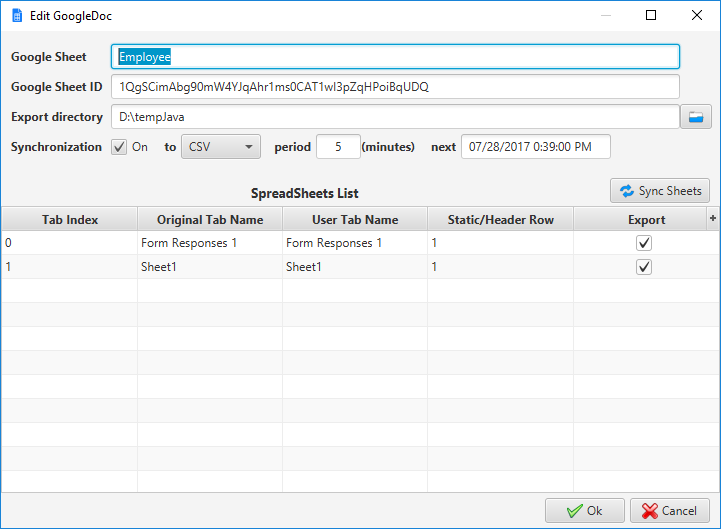 Edit GoogleDoc
Google Sheet Employee
Google Sheet ID 1QgSCimAbg90mW4YJqAhr1ms0CAT1wI3pZqHPoiBqUDQ
Export directory D:\tempJava
Synchronization On to CSV period 5 (minutes) next 07/28/2017 0:39:00 PM
SpreadSheets List Sync Sheets
Tab Index Original Tab Name User Tab Name Static/Header Row Export +
0 Form Responses 1 Form Responses 1 1
1 Sheet1 Sheet1 1
Ok Cancel